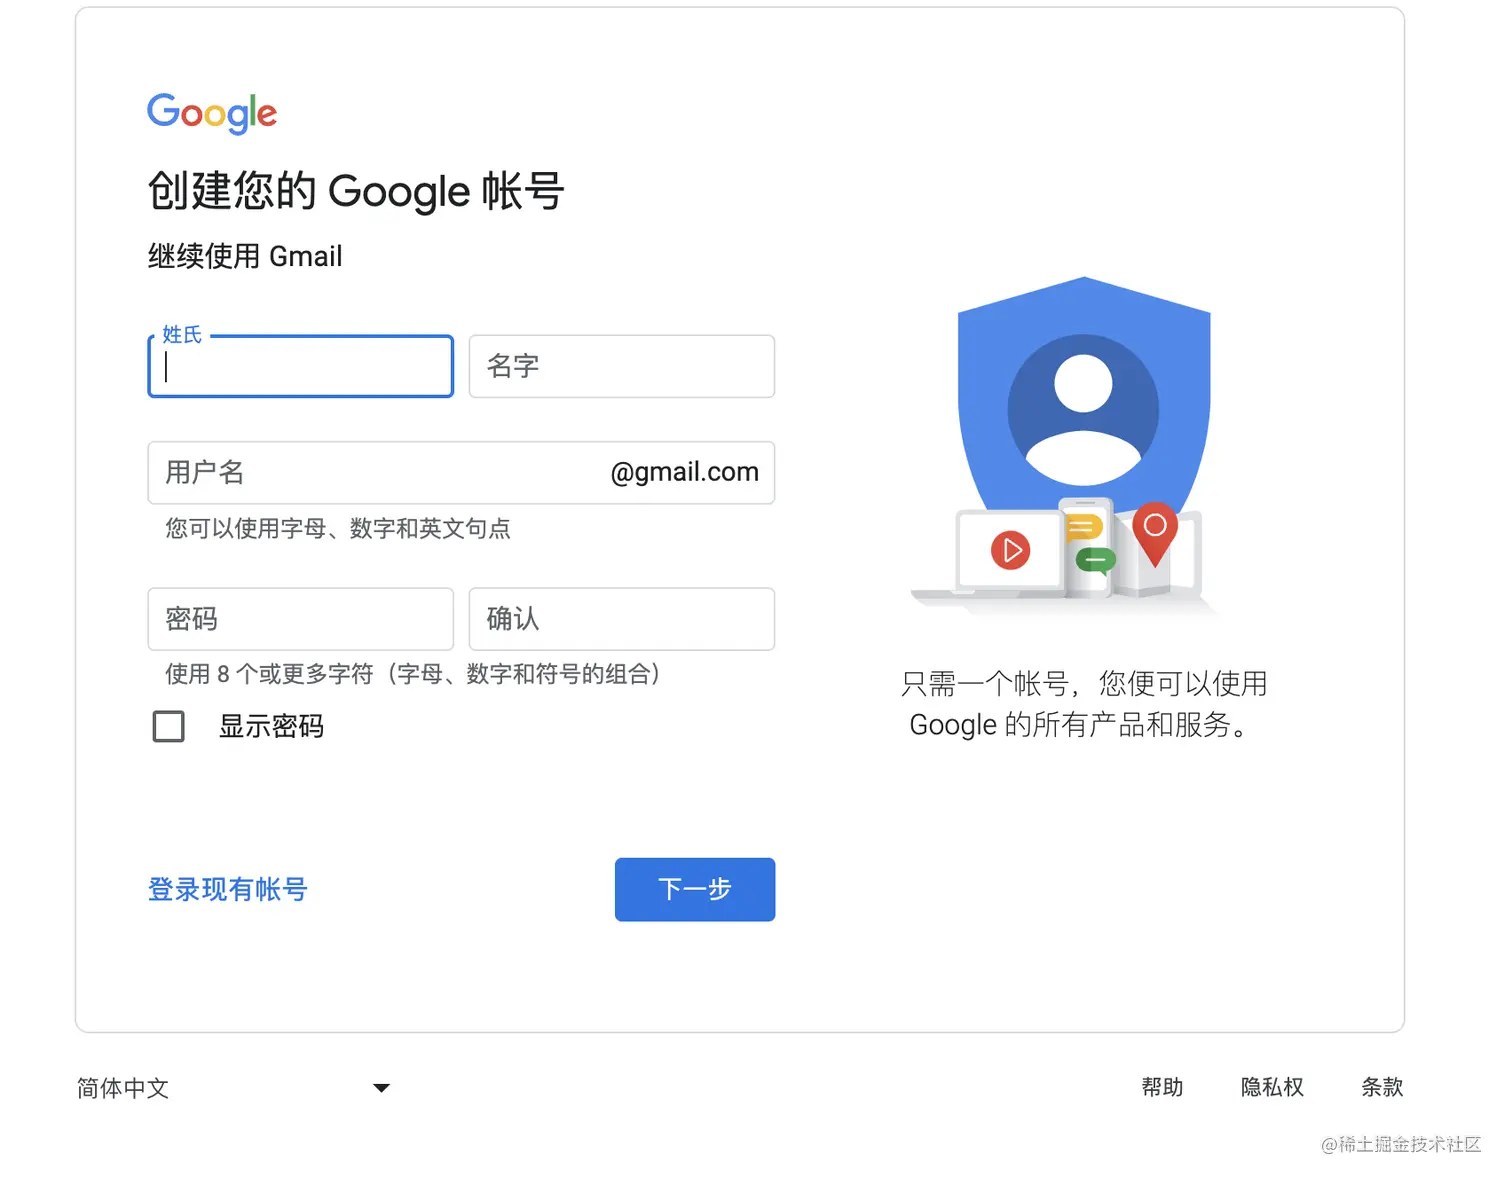 Google
创建您的 Google 帐号
继续使用 Gmail
姓氏
名字
用户名 @gmail.com
您可以使用字母、数字和英文句点
密码 确认
使用 8 个或更多字符（字母、数字和符号的组合）
显示密码
登录现有帐号 下一步
只需一个帐号，您便可以使用
Google 的所有产品和服务。
简体中文 帮助 隐私权 条款
@稀土掘金技术社区